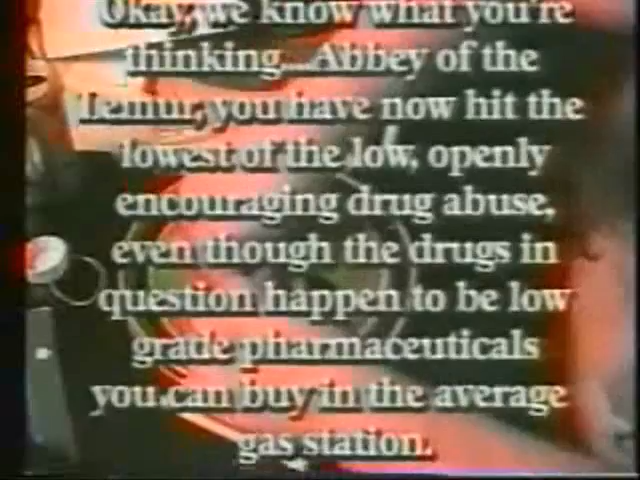 Okay, we know what you're
thinking...Abbey of the
Lemur, you have now hit the
lowest of the low, openly
encouraging drug abuse,
even though the drugs in
question happen to be low
grade pharmaceuticals
you can buy in the average
gas station.